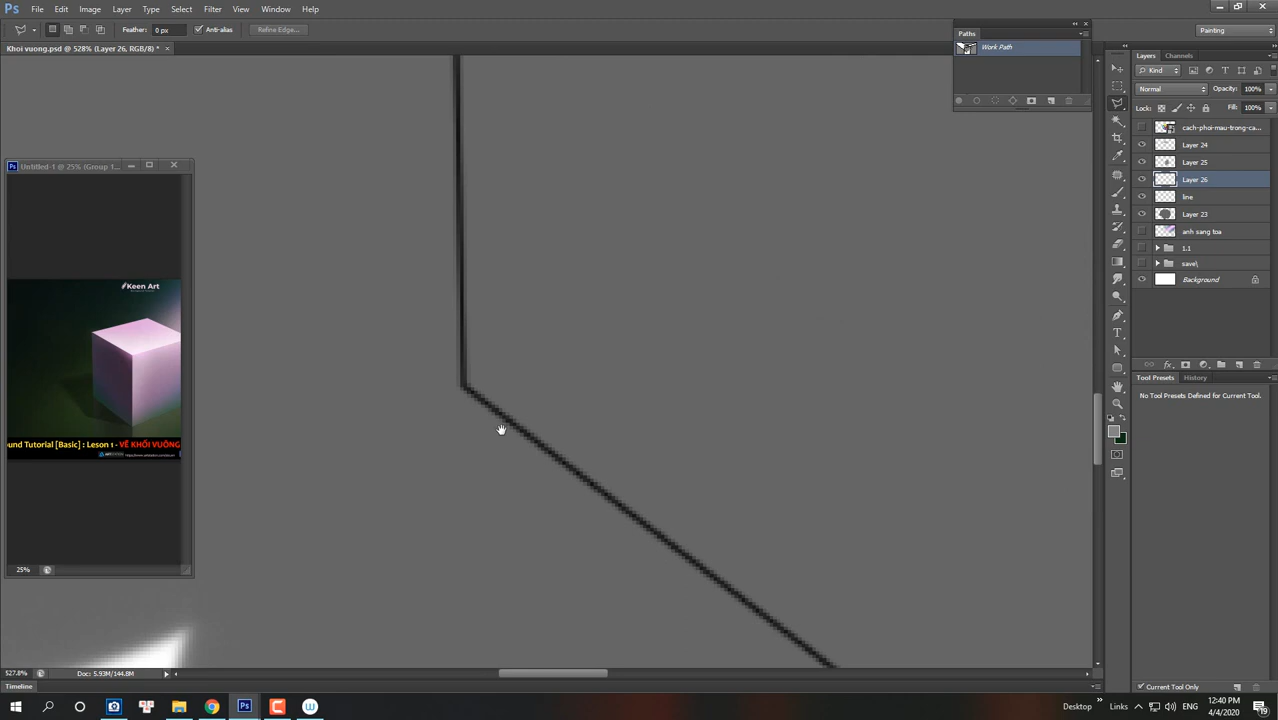 Ps File Edit Image Layer Type Select Filter View Window Help
Feather: 0 px Anti-alias Refine Edge...
Painting
Khoi vuong.psd @ 528% (Layer 26, RGB/8) *
Paths
Work Path
Untitled-1 @ 25% (Group 1...
Keen Art
ound Tutorial [Basic] : Leson 1 - VẼ KHỐI VUÔNG
25%
Layers Channels
Kind
Normal Opacity: 100%
Lock: Fill: 100%
cach-phoi-mau-trong-ca...
Layer 24
Layer 25
Layer 26
line
Layer 23
anh sang toa
1.1
save\
Background
fx
Tool Presets History
No Tool Presets Defined for Current Tool.
Current Tool Only
527.8% Doc: 5.93M/144.8M
Timeline
Desktop Links ENG 12:40 PM
4/4/2020
19